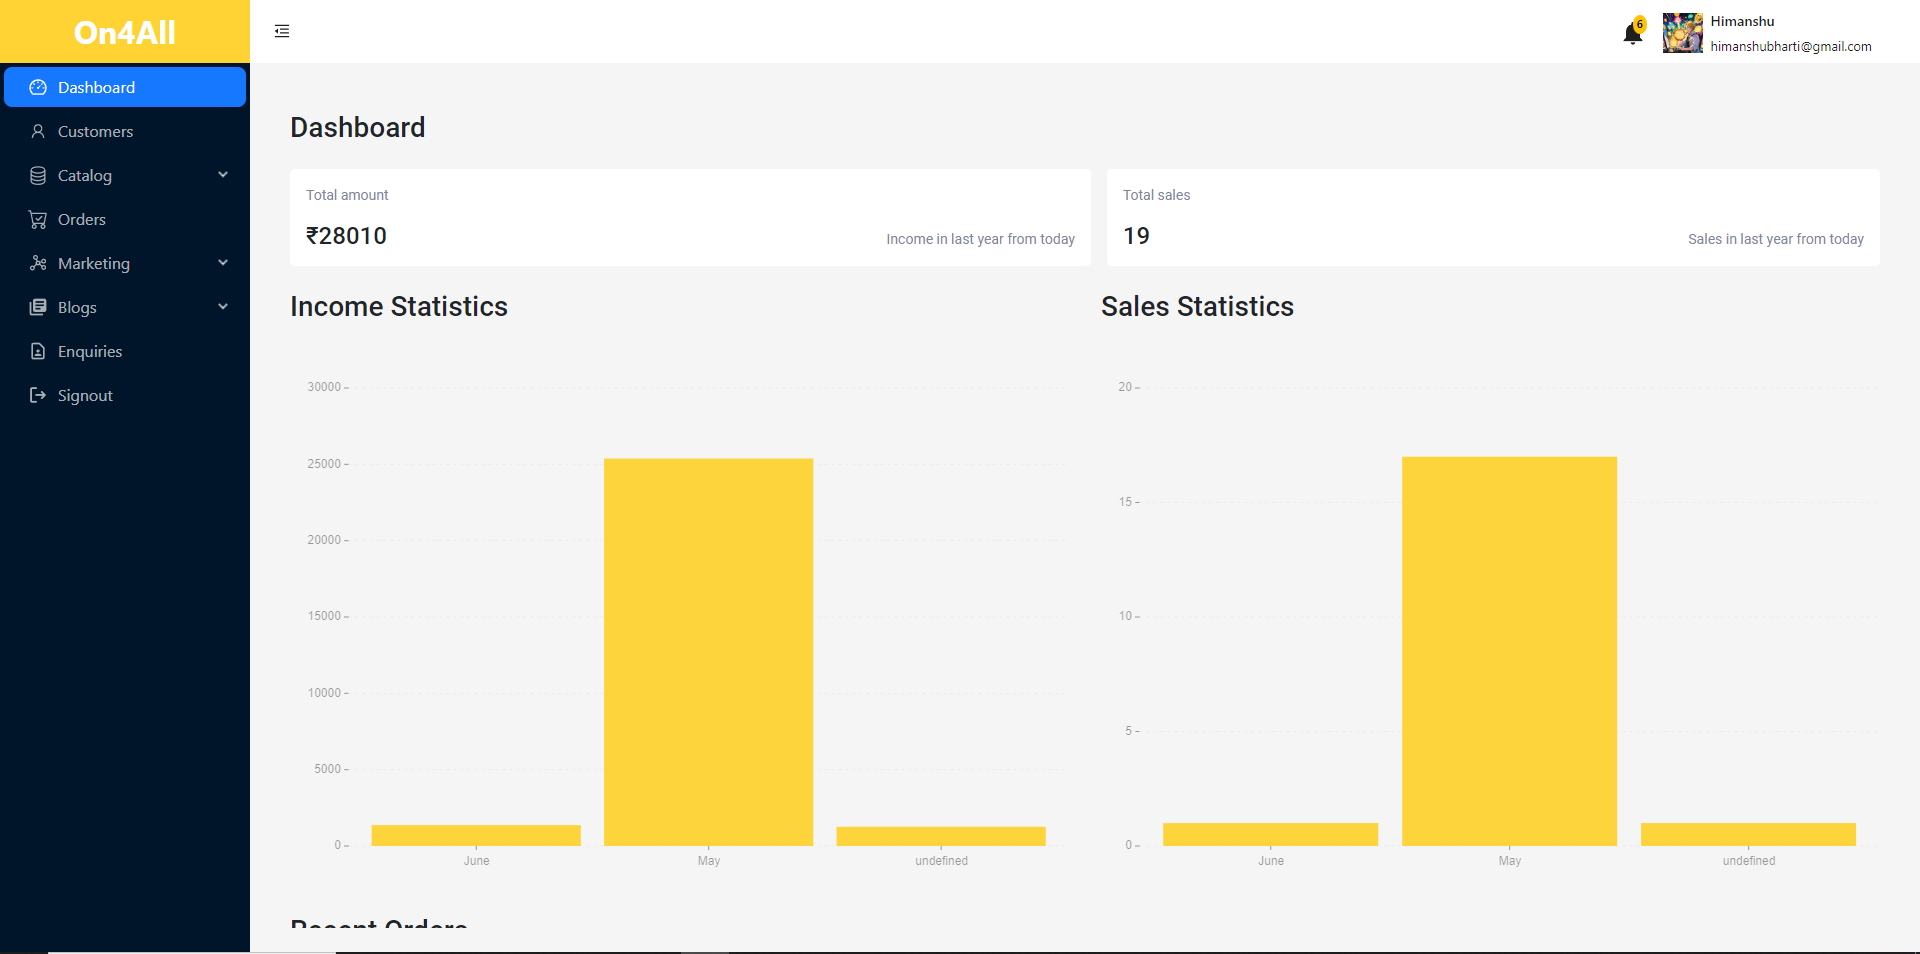 On4All
6
Himanshu
himanshubharti@gmail.com
Dashboard
Customers
Catalog
Orders
Marketing
Blogs
Enquiries
Signout
Dashboard
Total amount
₹28010
Income in last year from today
Total sales
19
Sales in last year from today
Income Statistics
30000
25000
20000
15000
10000
5000
0
June
May
undefined
Sales Statistics
20
15
10
5
0
June
May
undefined
Recent Orders